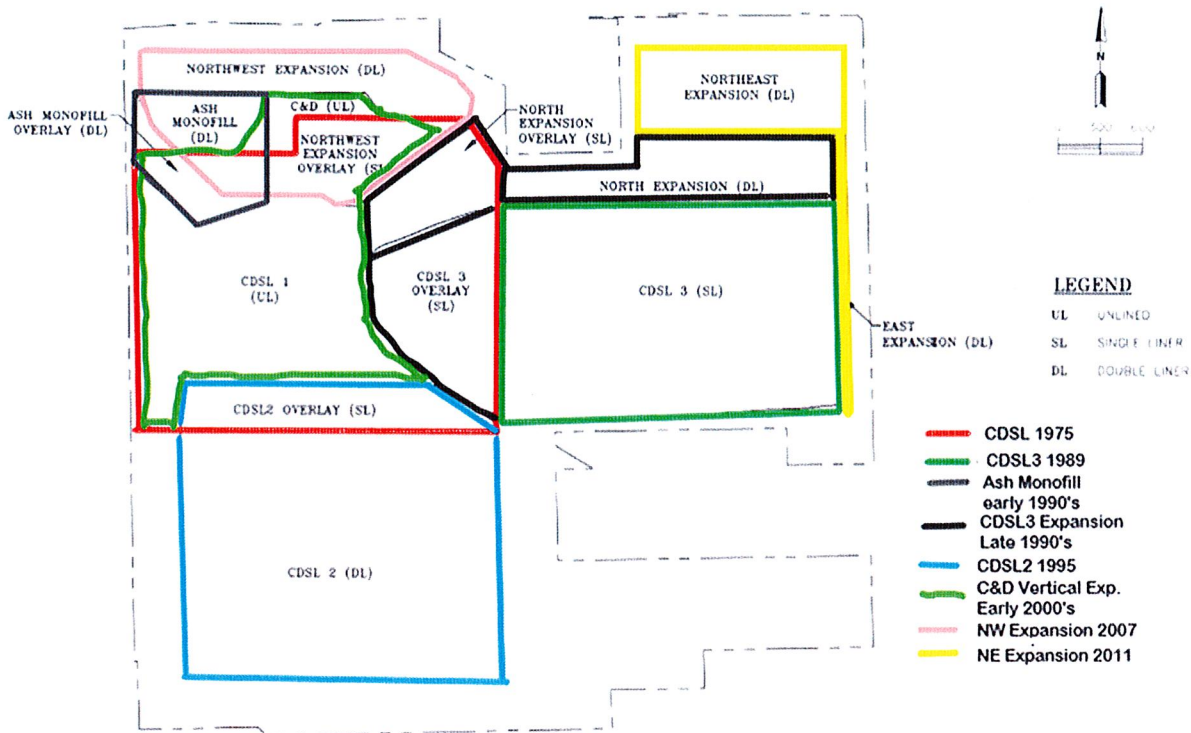 NORTHWEST EXPANSION (DL)
ASH MONOFILL
OVERLAY (DL)
ASH
MONOFILL
(DL)
C&D (UL)
NORTHWEST
EXPANSION
OVERLAY (SL)
NORTH
EXPANSION
OVERLAY (SL)
NORTHEAST
EXPANSION (DL)
N
500
NORTH EXPANSION (DL)
CDSL 1
(UL)
CDSL 3
OVERLAY
(SL)
CDSL 3 (SL)
EAST
EXPANSION (DL)
CDSL2 OVERLAY (SL)
CDSL 2 (DL)
LEGEND
UL UNLINED
SL SINGLE LINER
DL DOUBLE LINER
CDSL 1975
CDSL3 1989
Ash Monofill
early 1990's
CDSL3 Expansion
Late 1990's
CDSL2 1995
C&D Vertical Exp.
Early 2000's
NW Expansion 2007
NE Expansion 2011